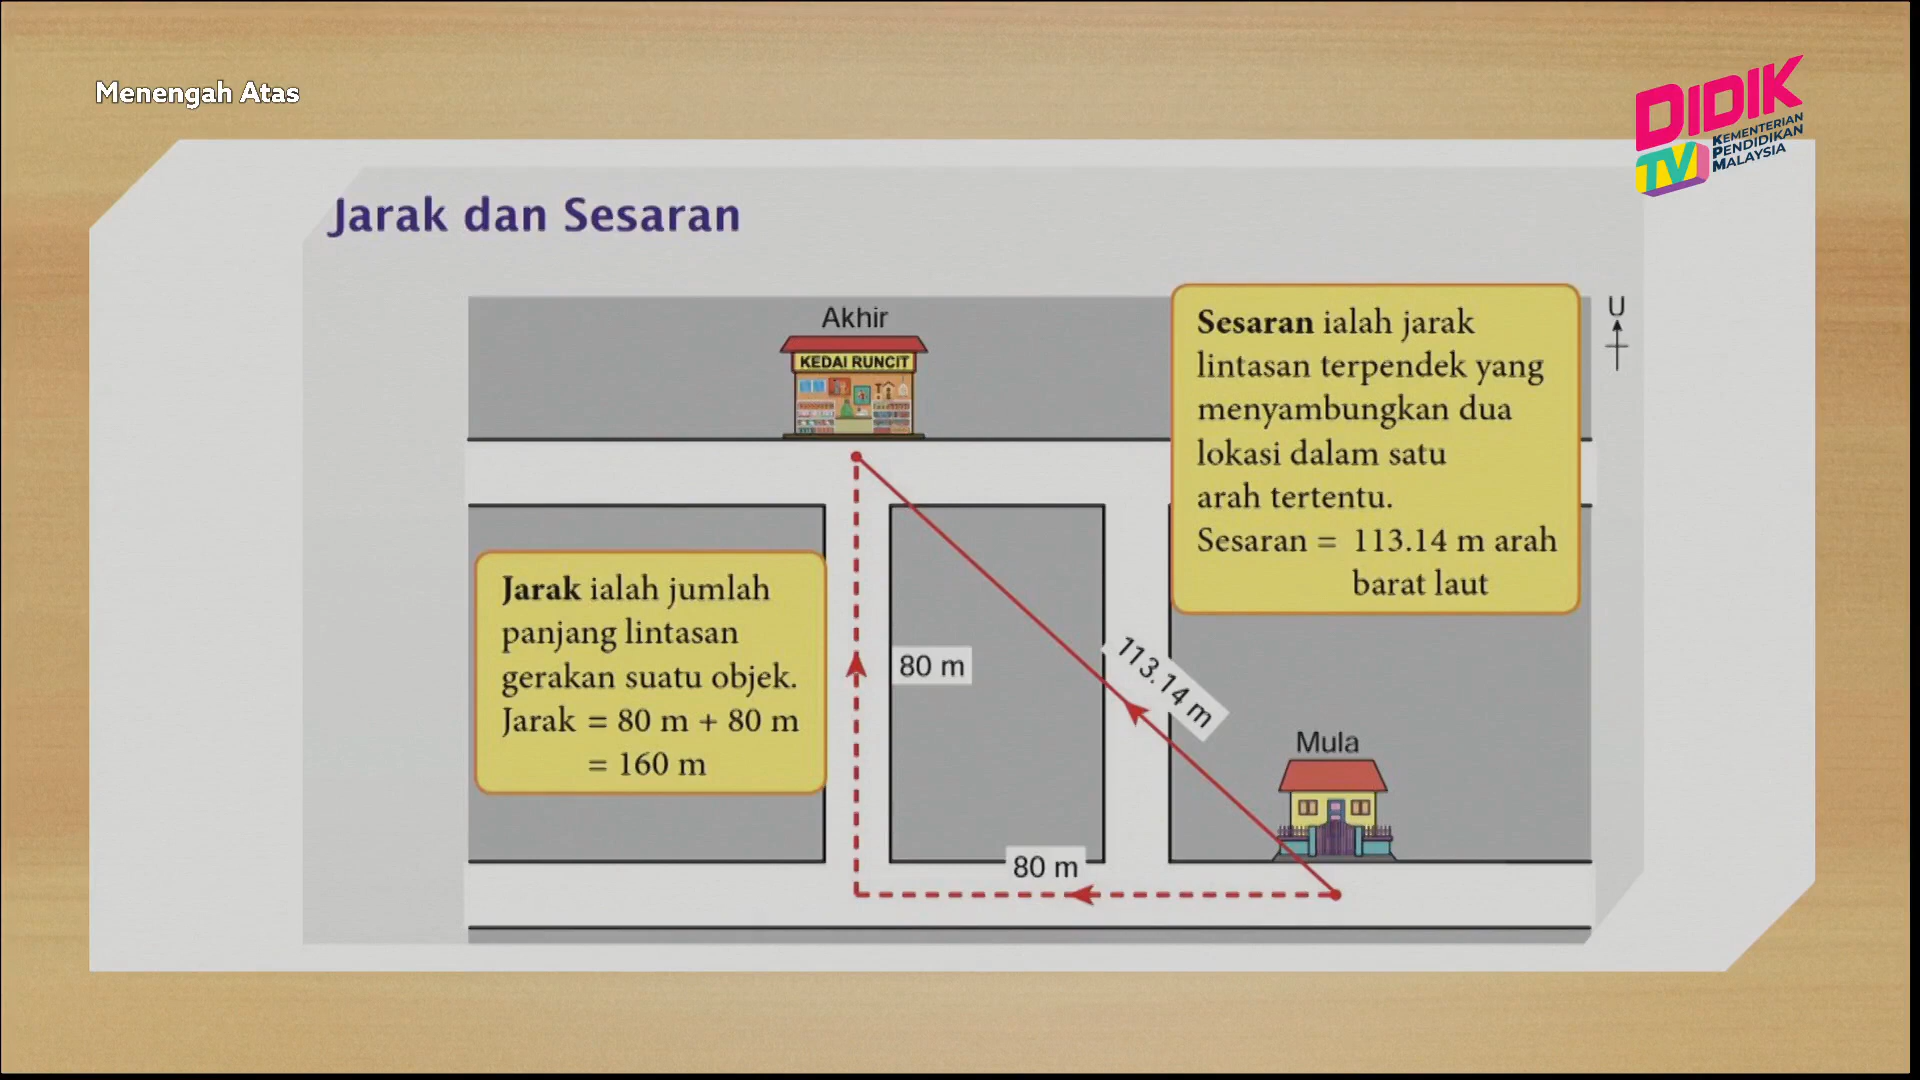 Menengah Atas
DIDIK
TV
KEMENTERIAN
PENDIDIKAN
MALAYSIA
Jarak dan Sesaran
Akhir
KEDAI RUNCIT
Sesaran ialah jarak
lintasan terpendek yang
menyambungkan dua
lokasi dalam satu
arah tertentu.
Sesaran = 113.14 m arah
barat laut
U
Jarak ialah jumlah
panjang lintasan
gerakan suatu objek.
Jarak = 80 m + 80 m
= 160 m
80 m
113.14 m
Mula
80 m